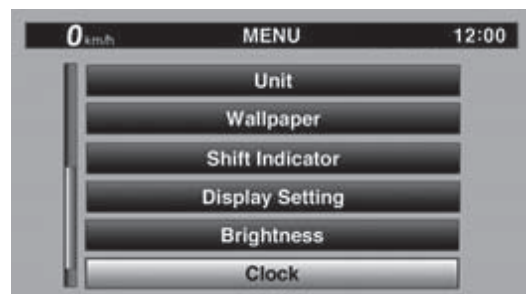 0 km/h MENU 12:00
Unit
Wallpaper
Shift Indicator
Display Setting
Brightness
Clock